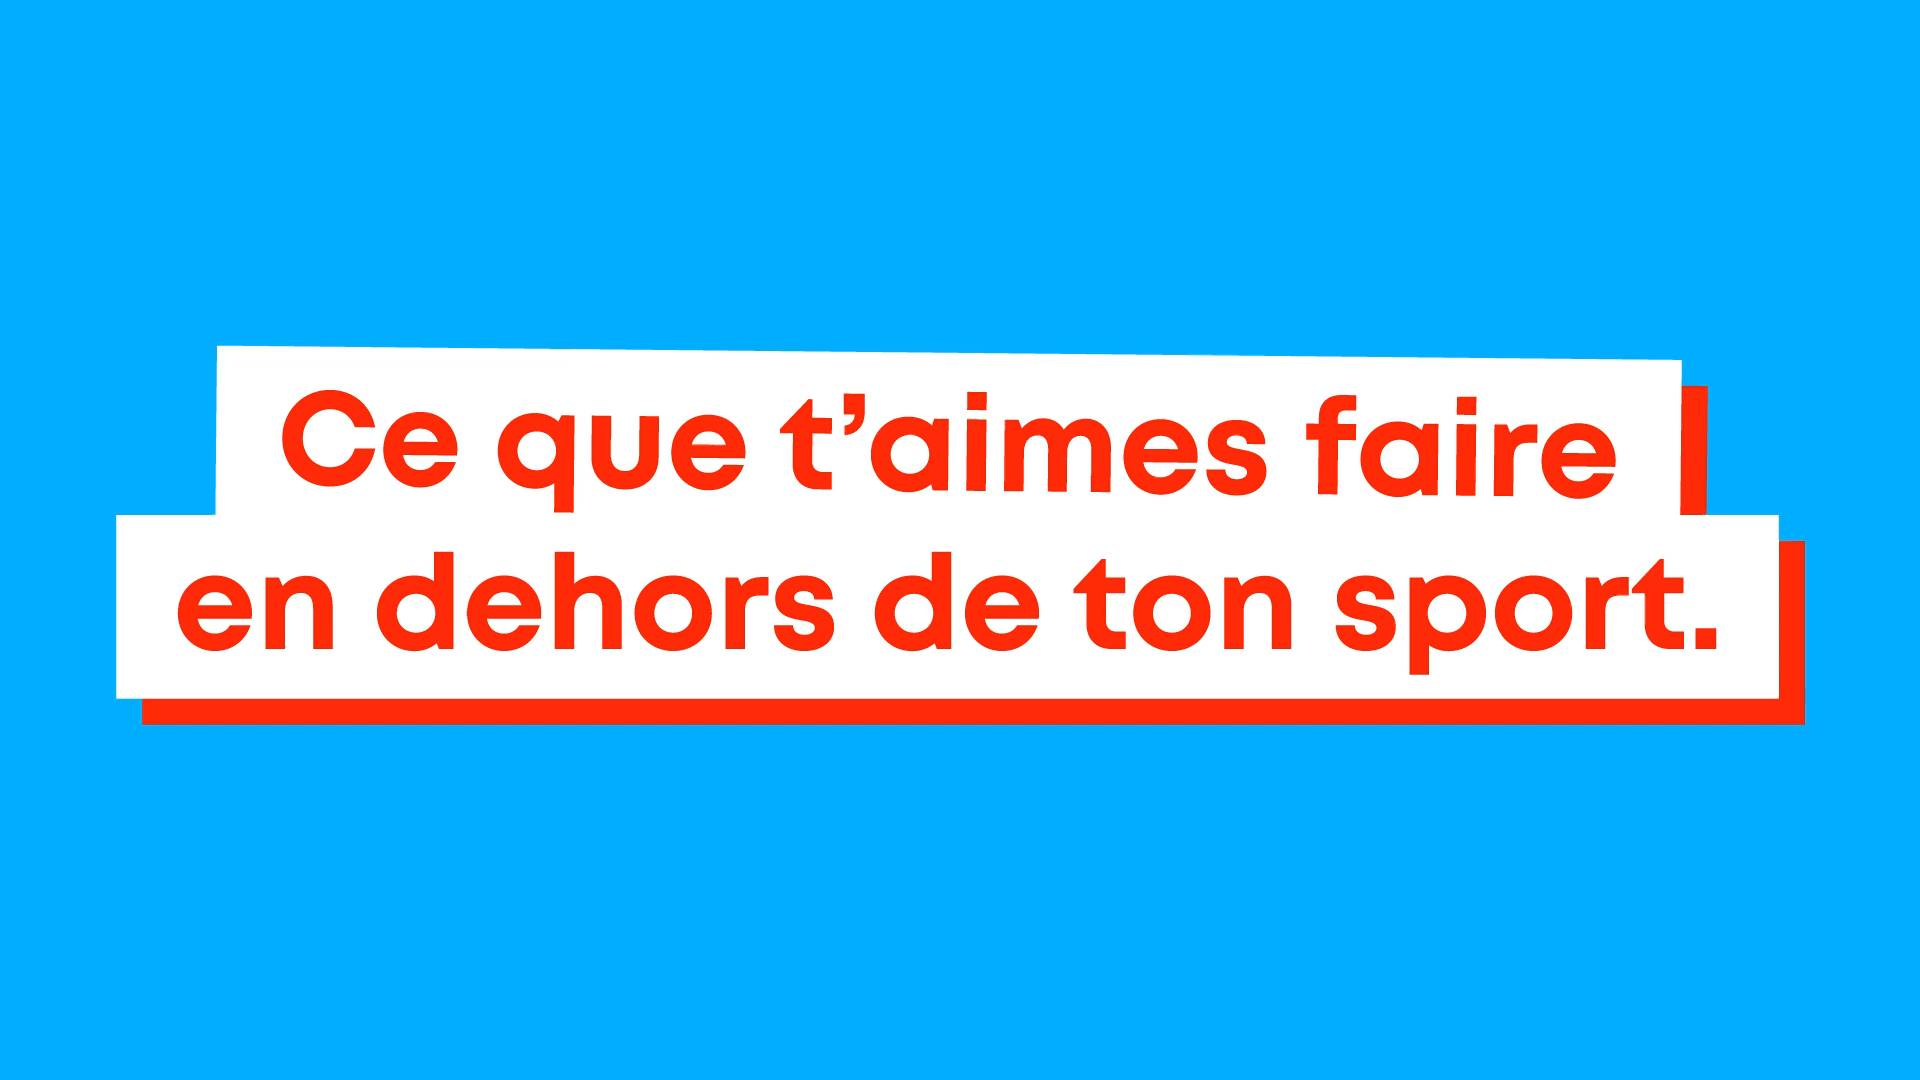 Ce que t’aimes faire
en dehors de ton sport.